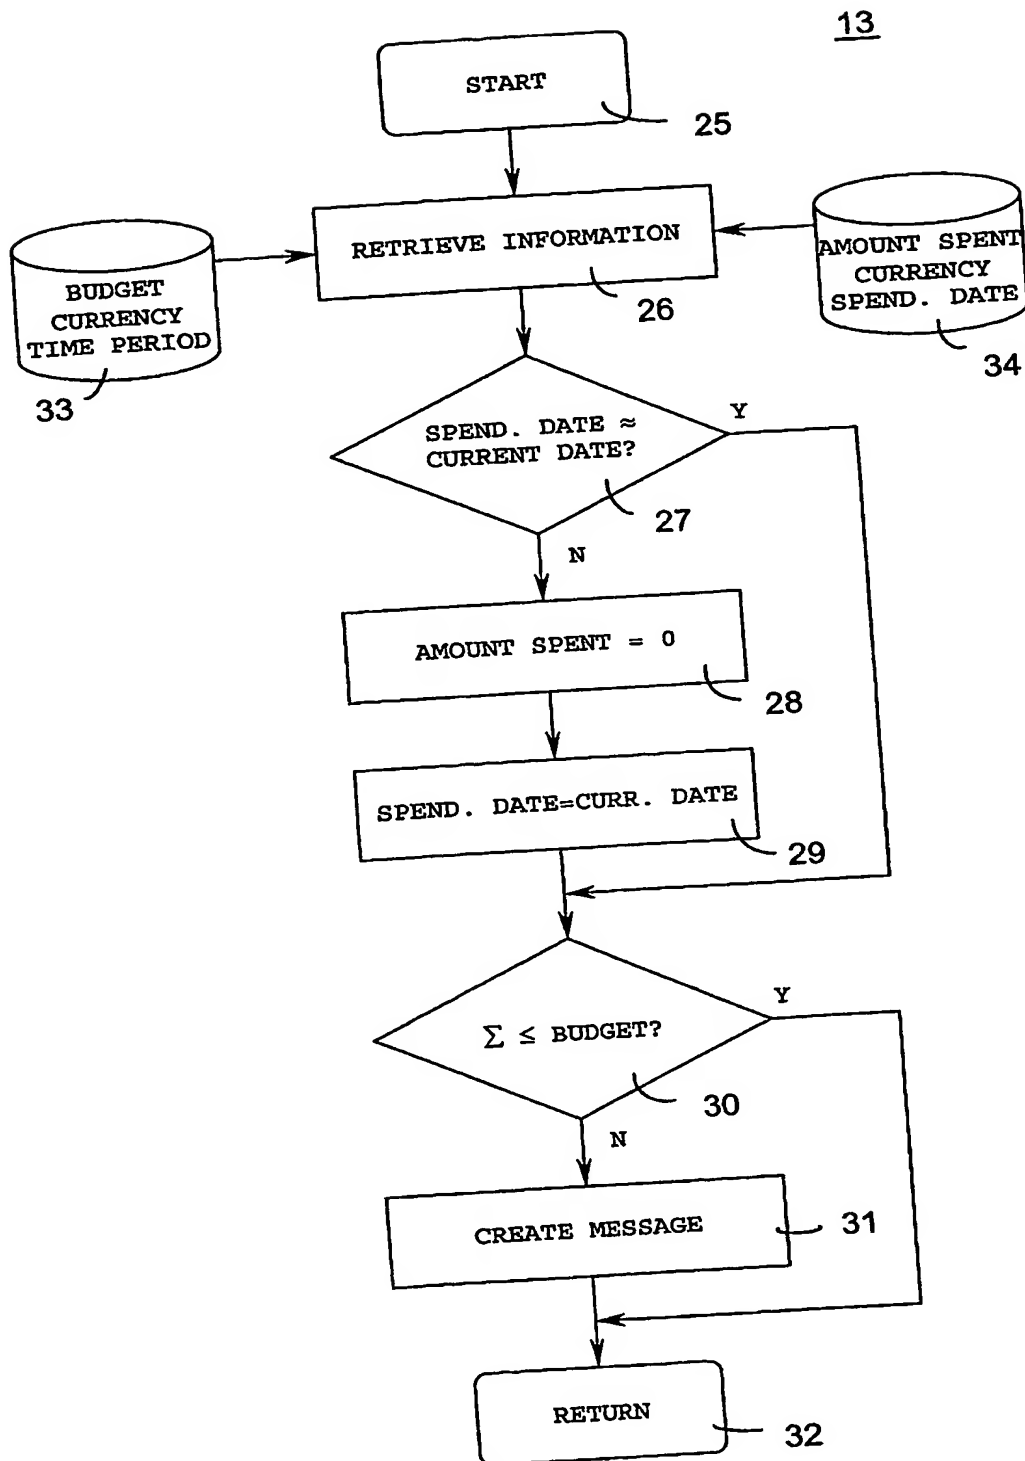 13
START
25
RETRIEVE INFORMATION
26
BUDGET
CURRENCY
TIME PERIOD
33
AMOUNT SPENT
CURRENCY
SPEND. DATE
34
SPEND. DATE ≈
CURRENT DATE?
27
Y
N
AMOUNT SPENT = 0
28
SPEND. DATE=CURR. DATE
29
Σ ≤ BUDGET?
30
Y
N
CREATE MESSAGE
31
RETURN
32